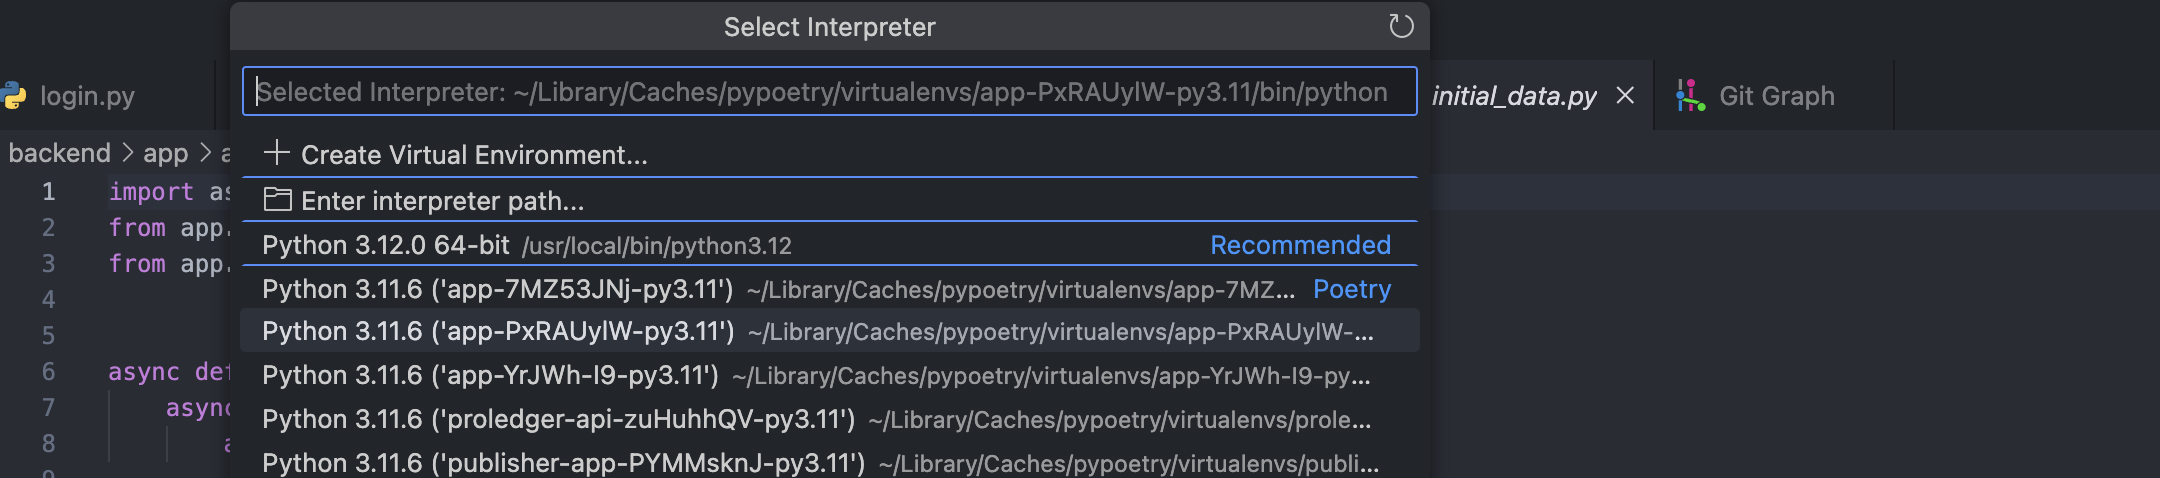 Select Interpreter
login.py
Selected Interpreter: ~/Library/Caches/pypoetry/virtualenvs/app-PxRAUylW-py3.11/bin/python
initial_data.py
Git Graph
backend > app > a
+ Create Virtual Environment...
Enter interpreter path...
Python 3.12.0 64-bit /usr/local/bin/python3.12 Recommended
Python 3.11.6 ('app-7MZ53JNj-py3.11') ~/Library/Caches/pypoetry/virtualenvs/app-7MZ... Poetry
Python 3.11.6 ('app-PxRAUylW-py3.11') ~/Library/Caches/pypoetry/virtualenvs/app-PxRAUylW-...
Python 3.11.6 ('app-YrJWh-I9-py3.11') ~/Library/Caches/pypoetry/virtualenvs/app-YrJWh-I9-py...
Python 3.11.6 ('proledger-api-zuHuhhQV-py3.11') ~/Library/Caches/pypoetry/virtualenvs/prole...
Python 3.11.6 ('publisher-app-PYMMsknJ-py3.11') ~/Library/Caches/pypoetry/virtualenvs/publi...
1 import as
2 from app.
3 from app.
4
5
6 async def
7 async
8 a